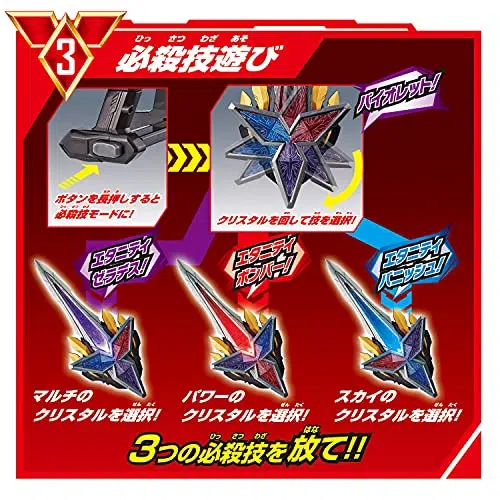 3
必殺技遊び
バイオレット!
ボタンを長押しすると
必殺技モードに!
クリスタルを回して技を選択!
エタニティ
ゼラデス!
エタニティ
ボンバー!
エタニティ
バニッシュ!
マルチの
クリスタルを選択!
パワーの
クリスタルを選択!
スカイの
クリスタルを選択!
3つの必殺技を放て!!